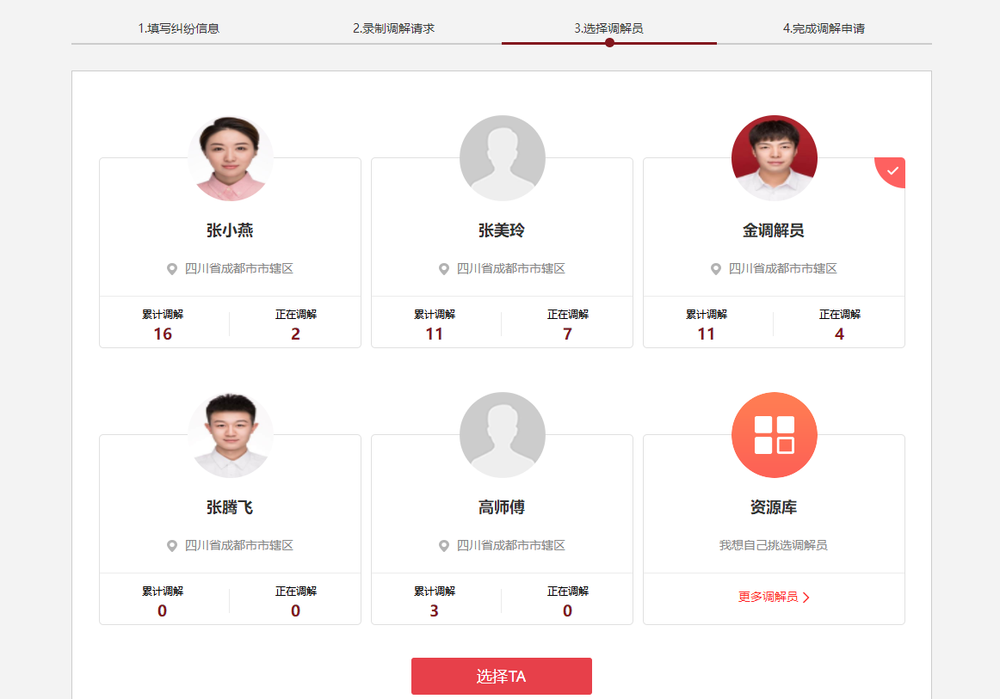 1.填写纠纷信息
2.录制调解请求
3.选择调解员
4.完成调解申请
张小燕
四川省成都市市辖区
累计调解
16
正在调解
2
张美玲
四川省成都市市辖区
累计调解
11
正在调解
7
金调解员
四川省成都市市辖区
累计调解
11
正在调解
4
张腾飞
四川省成都市市辖区
累计调解
0
正在调解
0
高师傅
四川省成都市市辖区
累计调解
3
正在调解
0
资源库
我想自己挑选调解员
更多调解员
选择TA